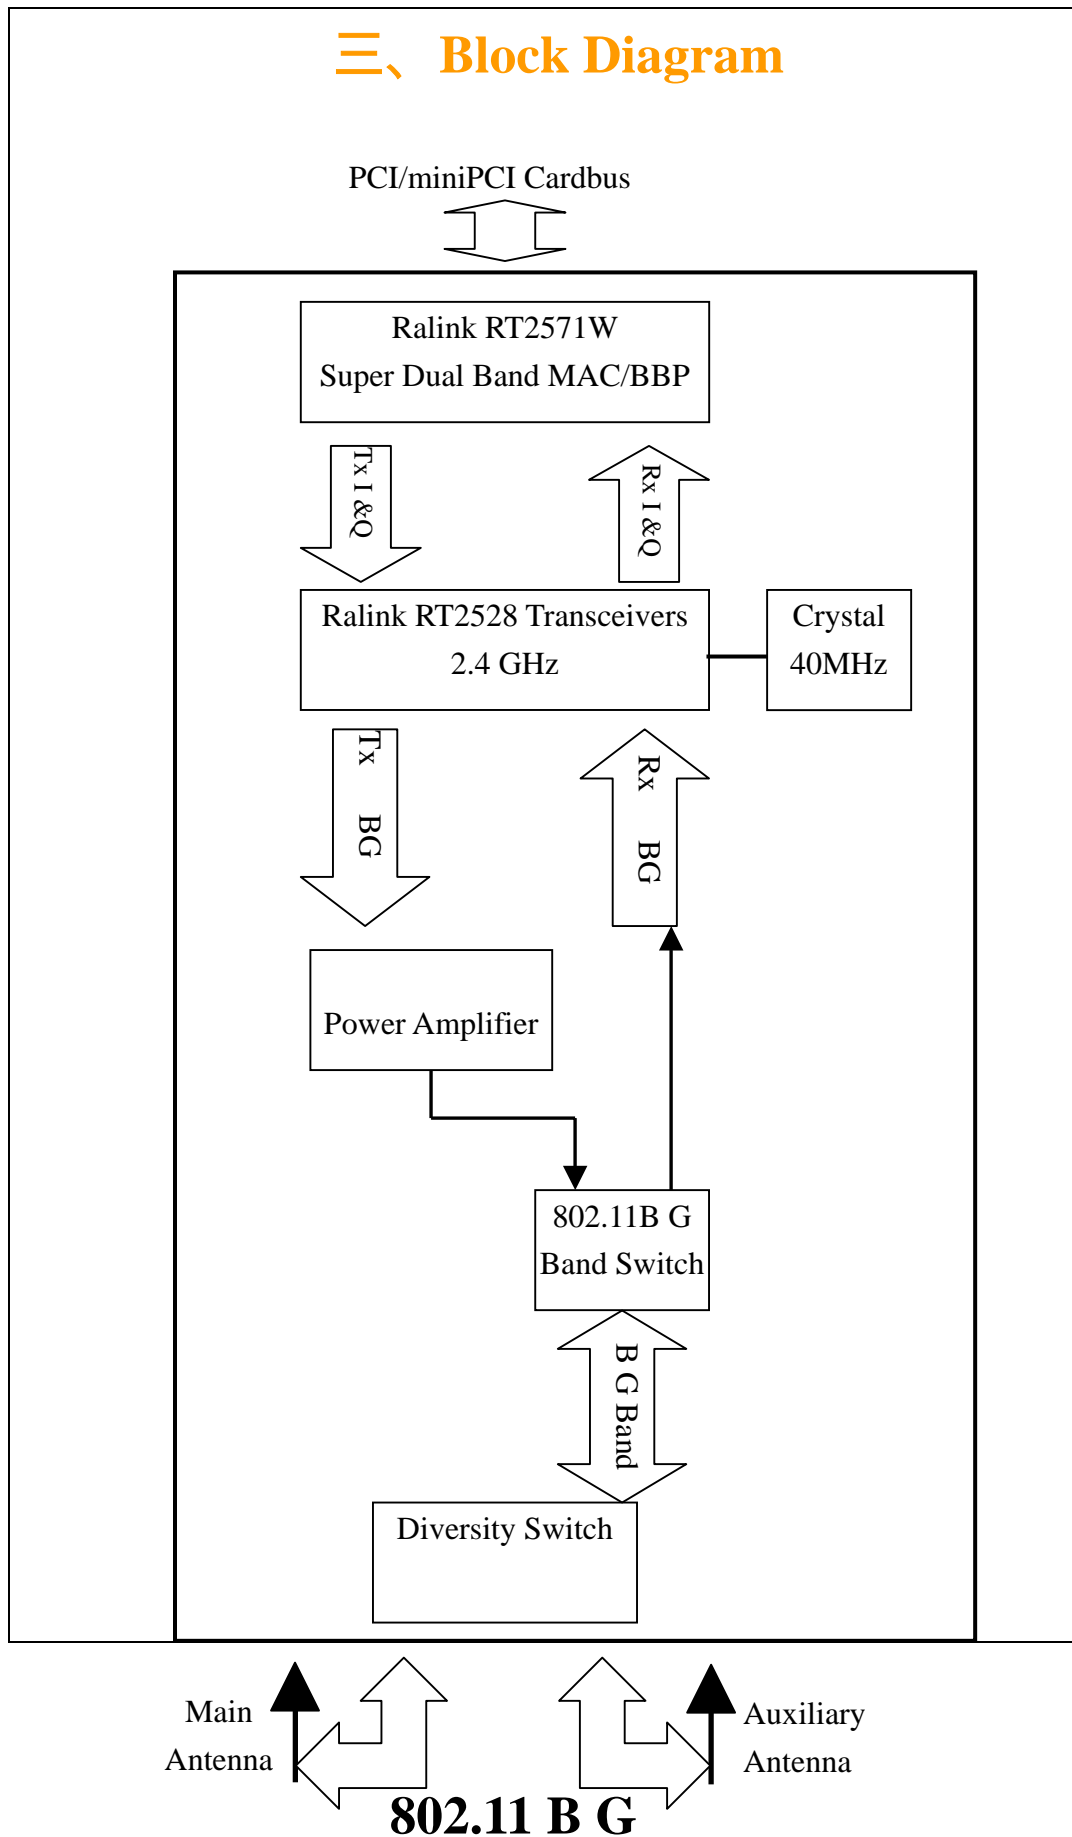 三、 Block Diagram
PCI/miniPCI Cardbus
Ralink RT2571W
Super Dual Band MAC/BBP
Tx I &Q
Rx I &Q
Ralink RT2528 Transceivers
2.4 GHz
Crystal
40MHz
Tx BG
Rx BG
Power Amplifier
802.11B G
Band Switch
B G Band
Diversity Switch
Main
Antenna
Auxiliary
Antenna
802.11 B G